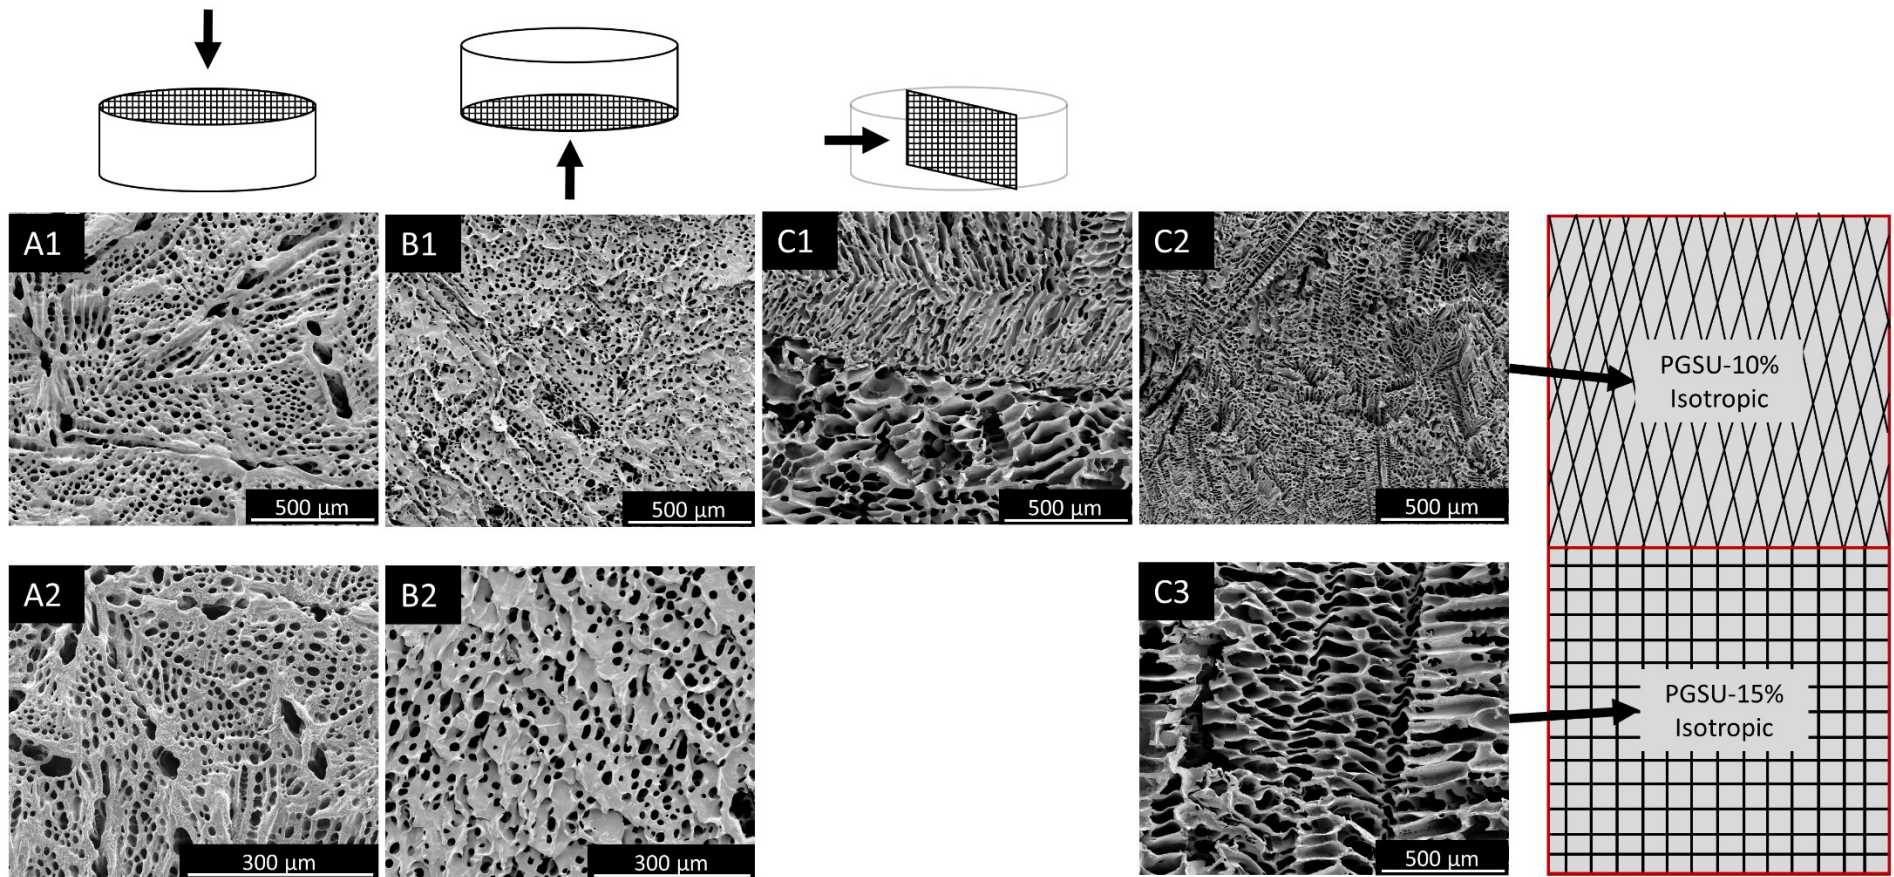 A1
B1
C1
C2
500 µm
500 µm
500 µm
500 µm
PGSU-10%
Isotropic
A2
B2
C3
300 µm
300 µm
500 µm
PGSU-15%
Isotropic